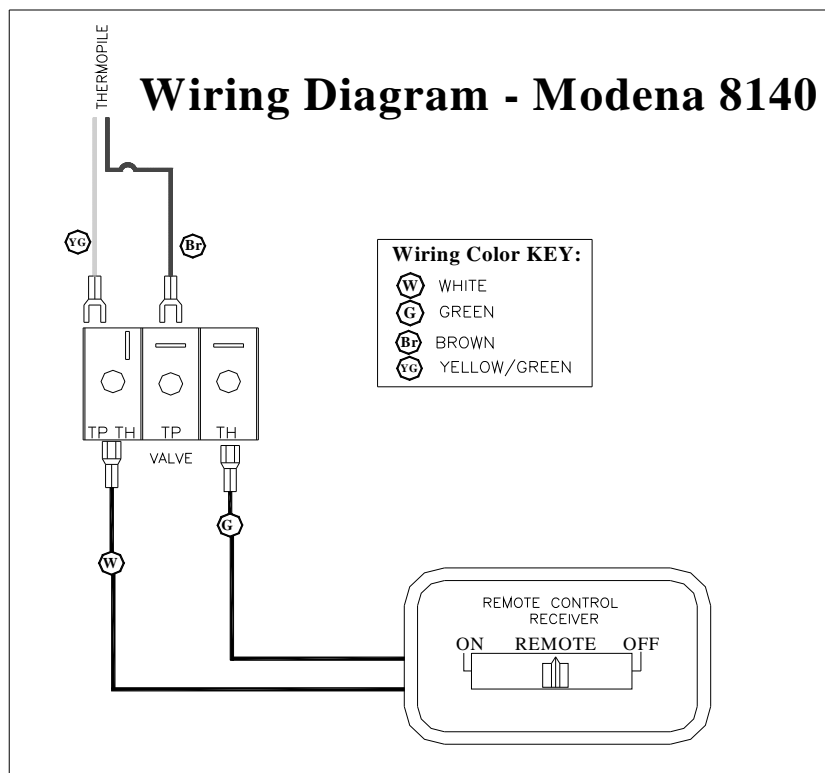 THERMOPILE
Wiring Diagram - Modena 8140
YG
Br
Wiring Color KEY:
W WHITE
G GREEN
Br BROWN
YG YELLOW/GREEN
TP TH TP TH
VALVE
G
W
REMOTE CONTROL
RECEIVER
ON REMOTE OFF